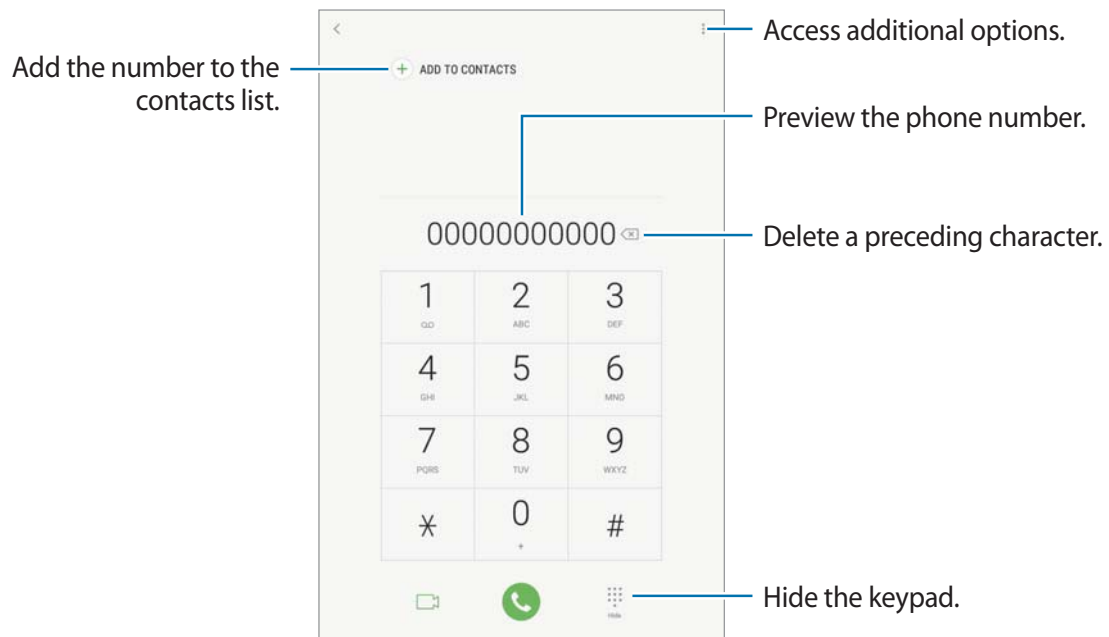 Access additional options.
Add the number to the
contacts list.
ADD TO CONTACTS
Preview the phone number.
00000000000
Delete a preceding character.
1 2 3
ABC DEF
4 5 6
GHI JKL MNO
7 8 9
PQRS TUV WXYZ
* 0 #
+
Hide the keypad.
Hide